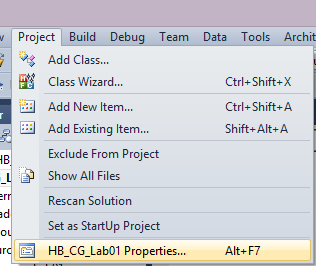 Project Build Debug Team Data Tools Archit
Add Class...
Class Wizard... Ctrl+Shift+X
Add New Item... Ctrl+Shift+A
Add Existing Item... Shift+Alt+A
Exclude From Project
Show All Files
Rescan Solution
Set as StartUp Project
HB_CG_Lab01 Properties... Alt+F7